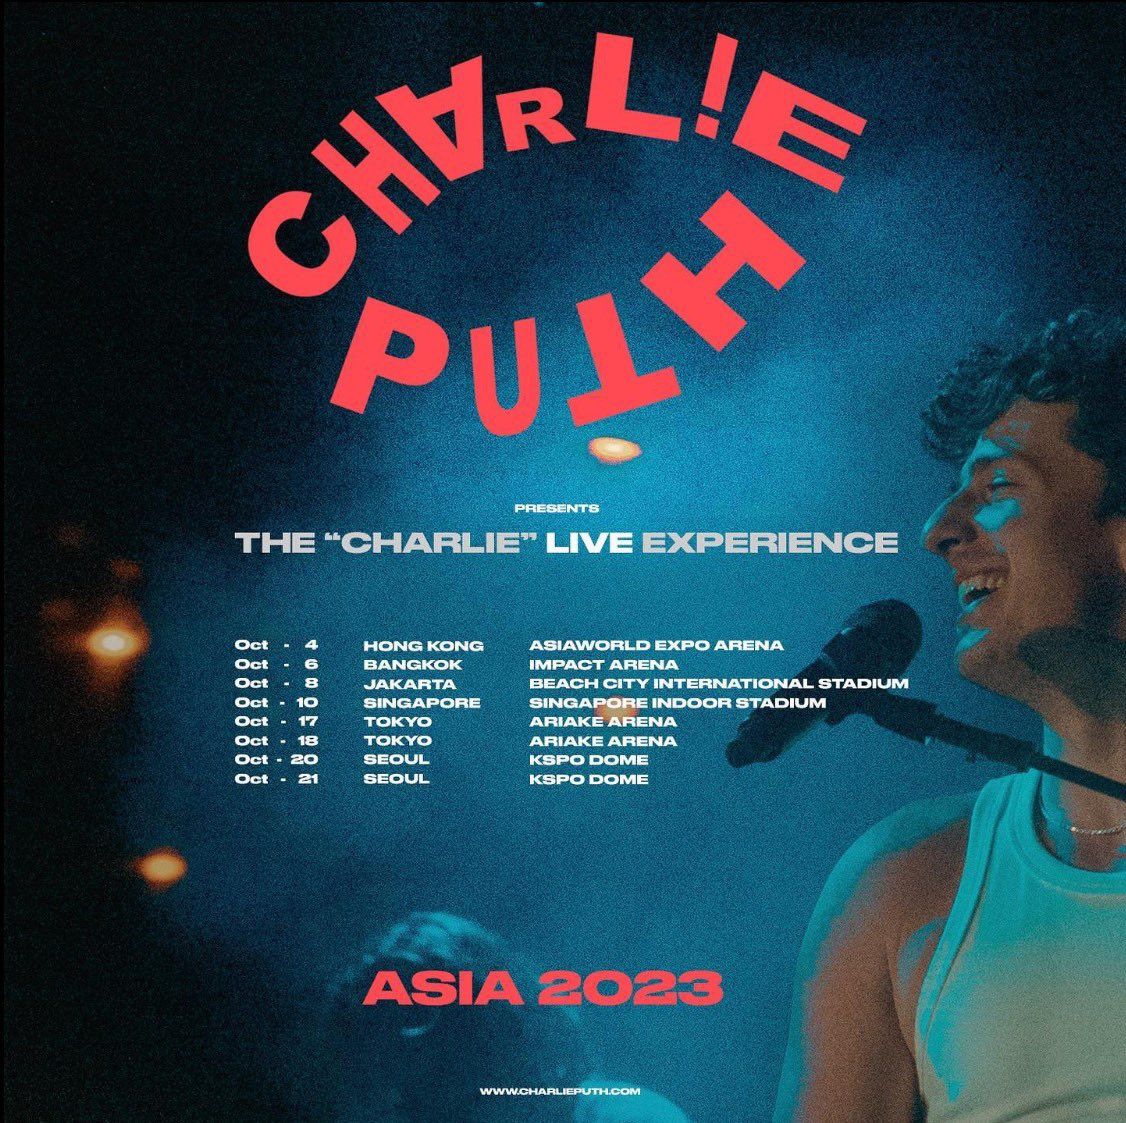 CHARL!E
PUTH
PRESENTS
THE “CHARLIE” LIVE EXPERIENCE
Oct - 4 HONG KONG ASIAWORLD EXPO ARENA
Oct - 6 BANGKOK IMPACT ARENA
Oct - 8 JAKARTA BEACH CITY INTERNATIONAL STADIUM
Oct - 10 SINGAPORE SINGAPORE INDOOR STADIUM
Oct - 17 TOKYO ARIAKE ARENA
Oct - 18 TOKYO ARIAKE ARENA
Oct - 20 SEOUL KSPO DOME
Oct - 21 SEOUL KSPO DOME
ASIA 2023
WWW.CHARLIEPUTH.COM